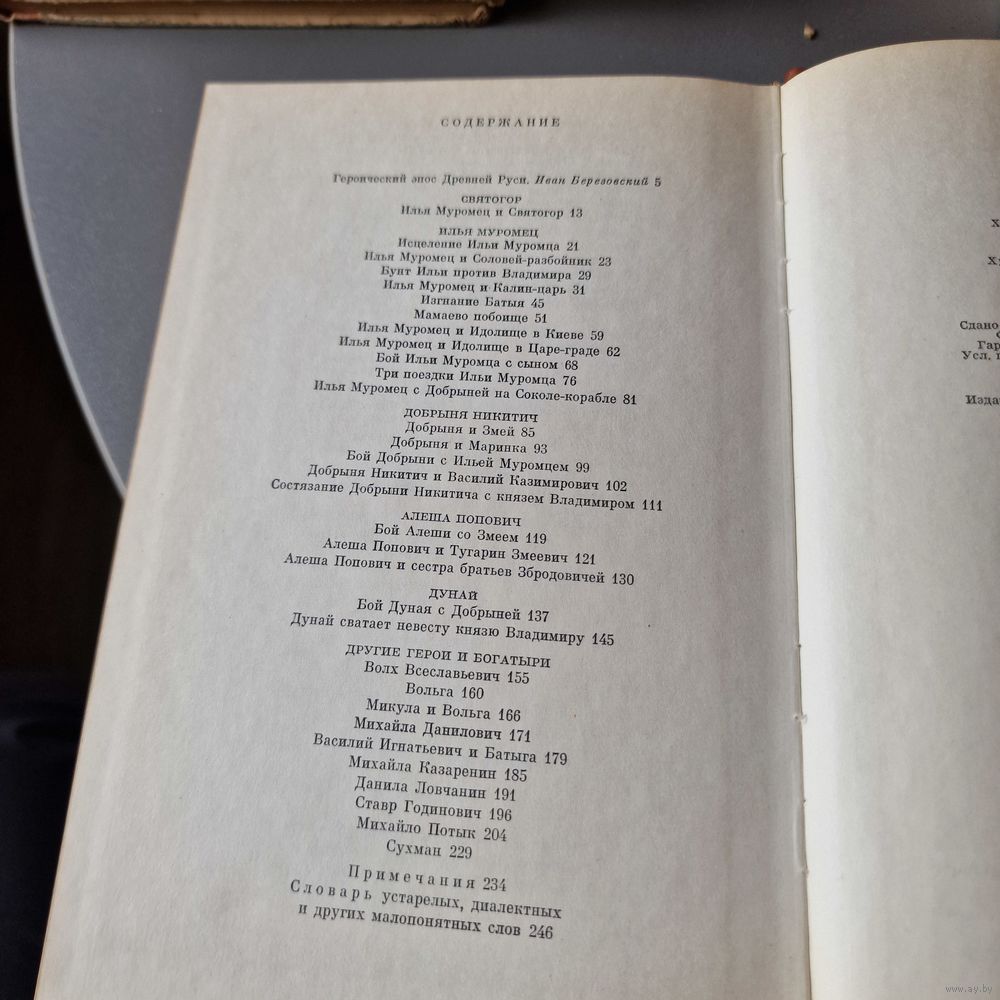 СОДЕРЖАНИЕ
Героический эпос Древней Руси. Иван Березовский 5
СВЯТОГОР
Илья Муромец и Святогор 13
ИЛЬЯ МУРОМЕЦ
Исцеление Ильи Муромца 21
Илья Муромец и Соловей-разбойник 23
Бунт Ильи против Владимира 29
Илья Муромец и Калин-царь 31
Изгнание Батыя 45
Мамаево побоище 51
Илья Муромец и Идолище в Киеве 59
Илья Муромец и Идолище в Царе-граде 62
Бой Ильи Муромца с сыном 68
Три поездки Ильи Муромца 76
Илья Муромец с Добрыней на Соколе-корабле 81
ДОБРЫНЯ НИКИТИЧ
Добрыня и Змей 85
Добрыня и Маринка 93
Бой Добрыни с Ильей Муромцем 99
Добрыня Никитич и Василий Казимирович 102
Состязание Добрыни Никитича с князем Владимиром 111
АЛЕША ПОПОВИЧ
Бой Алеши со Змеем 119
Алеша Попович и Тугарин Змеевич 121
Алеша Попович и сестра братьев Збродовичей 130
ДУНАЙ
Бой Дуная с Добрыней 137
Дунай сватает невесту князю Владимиру 145
ДРУГИЕ ГЕРОИ И БОГАТЫРИ
Волх Всеславьевич 155
Вольга 160
Микула и Вольга 166
Михайла Данилович 171
Василий Игнатьевич и Батыга 179
Михайла Казаренин 185
Данила Ловчанин 191
Ставр Годинович 196
Михайло Потык 204
Сухман 229
Примечания 234
Словарь устарелых, диалектных
и других малопонятных слов 246
Х
Сдано
Гар
Усл. п
Изда
www.ay.by